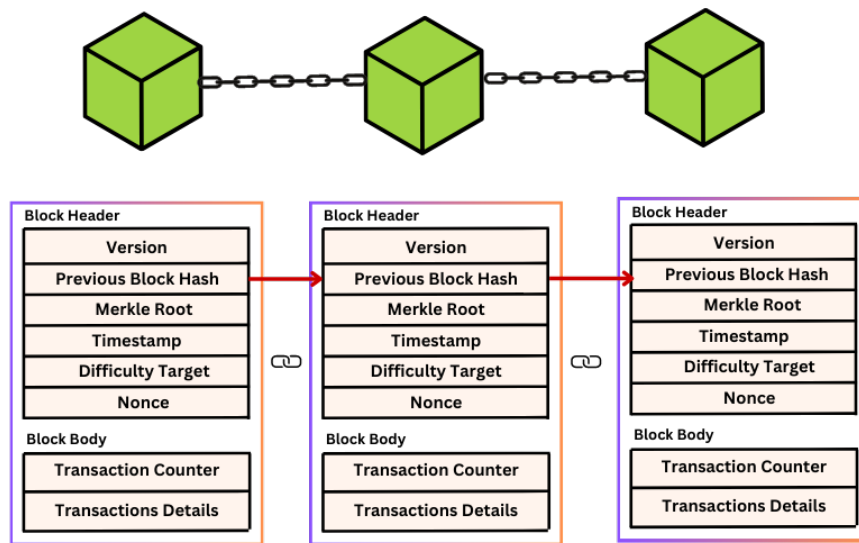 Block Header
Version
Previous Block Hash
Merkle Root
Timestamp
Difficulty Target
Nonce
Block Body
Transaction Counter
Transactions Details
Block Header
Version
Previous Block Hash
Merkle Root
Timestamp
Difficulty Target
Nonce
Block Body
Transaction Counter
Transactions Details
Block Header
Version
Previous Block Hash
Merkle Root
Timestamp
Difficulty Target
Nonce
Block Body
Transaction Counter
Transactions Details